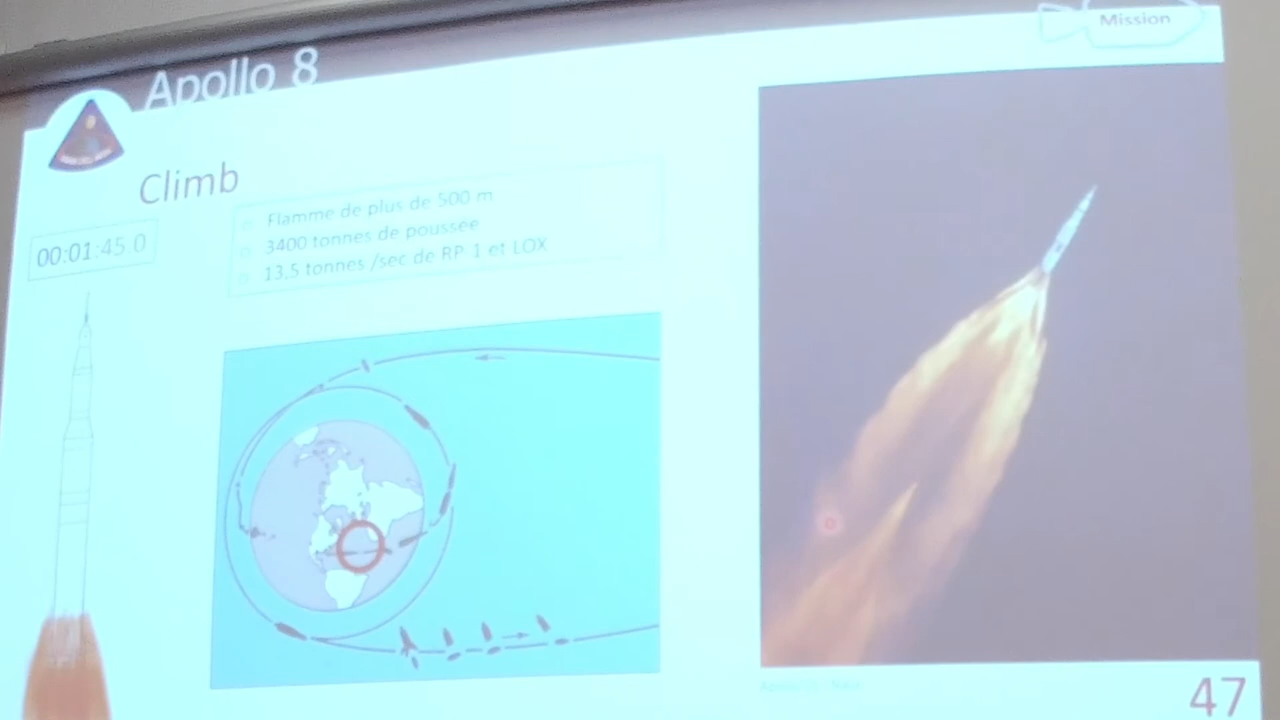 Mission
Apollo 8
Climb
Flamme de plus de 500 m
3400 tonnes de poussée
13,5 tonnes /sec de RP 1 et LOX
00:01:45.0
47